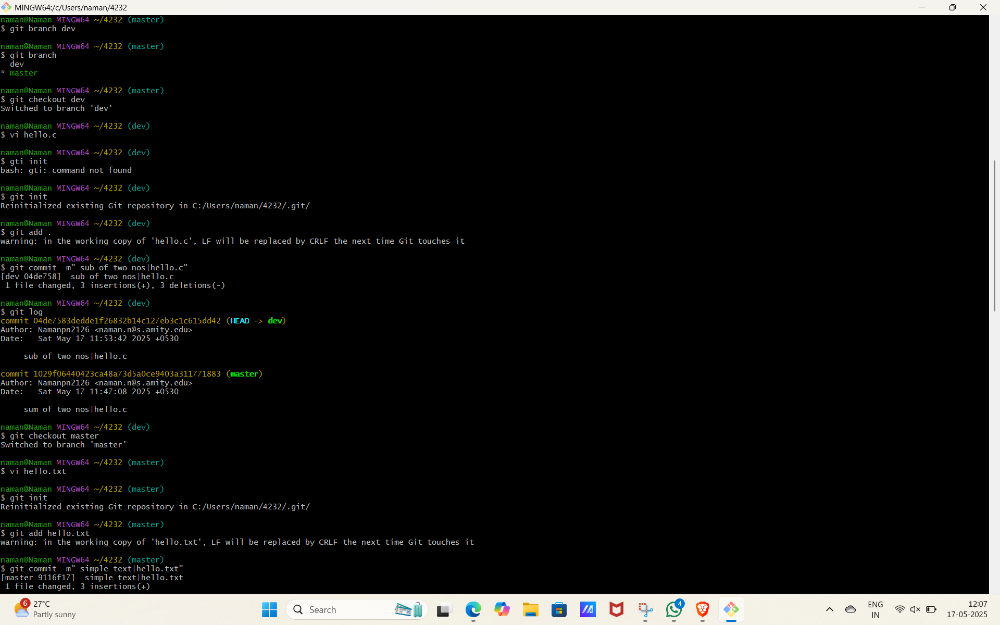 MINGW64:/c/Users/naman/4232
naman@Naman MINGW64 ~/4232 (master)
$ git branch dev
naman@Naman MINGW64 ~/4232 (master)
$ git branch
  dev
* master
naman@Naman MINGW64 ~/4232 (master)
$ git checkout dev
Switched to branch 'dev'
naman@Naman MINGW64 ~/4232 (dev)
$ vi hello.c
naman@Naman MINGW64 ~/4232 (dev)
$ gti init
bash: gti: command not found
naman@Naman MINGW64 ~/4232 (dev)
$ git init
Reinitialized existing Git repository in C:/Users/naman/4232/.git/
naman@Naman MINGW64 ~/4232 (dev)
$ git add .
warning: in the working copy of 'hello.c', LF will be replaced by CRLF the next time Git touches it
naman@Naman MINGW64 ~/4232 (dev)
$ git commit -m" sub of two nos|hello.c"
[dev 04de758]  sub of two nos|hello.c
 1 file changed, 3 insertions(+), 3 deletions(-)
naman@Naman MINGW64 ~/4232 (dev)
$ git log
commit 04de7583dedde1f26832b14c127eb3c1c615dd42 (HEAD -> dev)
Author: Namanpn2126 <naman.n@s.amity.edu>
Date:   Sat May 17 11:53:42 2025 +0530
     sub of two nos|hello.c
commit 1029f06440423ca48a73d5a0ce9403a311771883 (master)
Author: Namanpn2126 <naman.n@s.amity.edu>
Date:   Sat May 17 11:47:08 2025 +0530
     sum of two nos|hello.c
naman@Naman MINGW64 ~/4232 (dev)
$ git checkout master
Switched to branch 'master'
naman@Naman MINGW64 ~/4232 (master)
$ vi hello.txt
naman@Naman MINGW64 ~/4232 (master)
$ git init
Reinitialized existing Git repository in C:/Users/naman/4232/.git/
naman@Naman MINGW64 ~/4232 (master)
$ git add hello.txt
warning: in the working copy of 'hello.txt', LF will be replaced by CRLF the next time Git touches it
naman@Naman MINGW64 ~/4232 (master)
$ git commit -m" simple text|hello.txt"
[master 9116f17]  simple text|hello.txt
 1 file changed, 3 insertions(+)
6
27°C
Partly sunny
Search
4
ENG
IN
12:07
17-05-2025